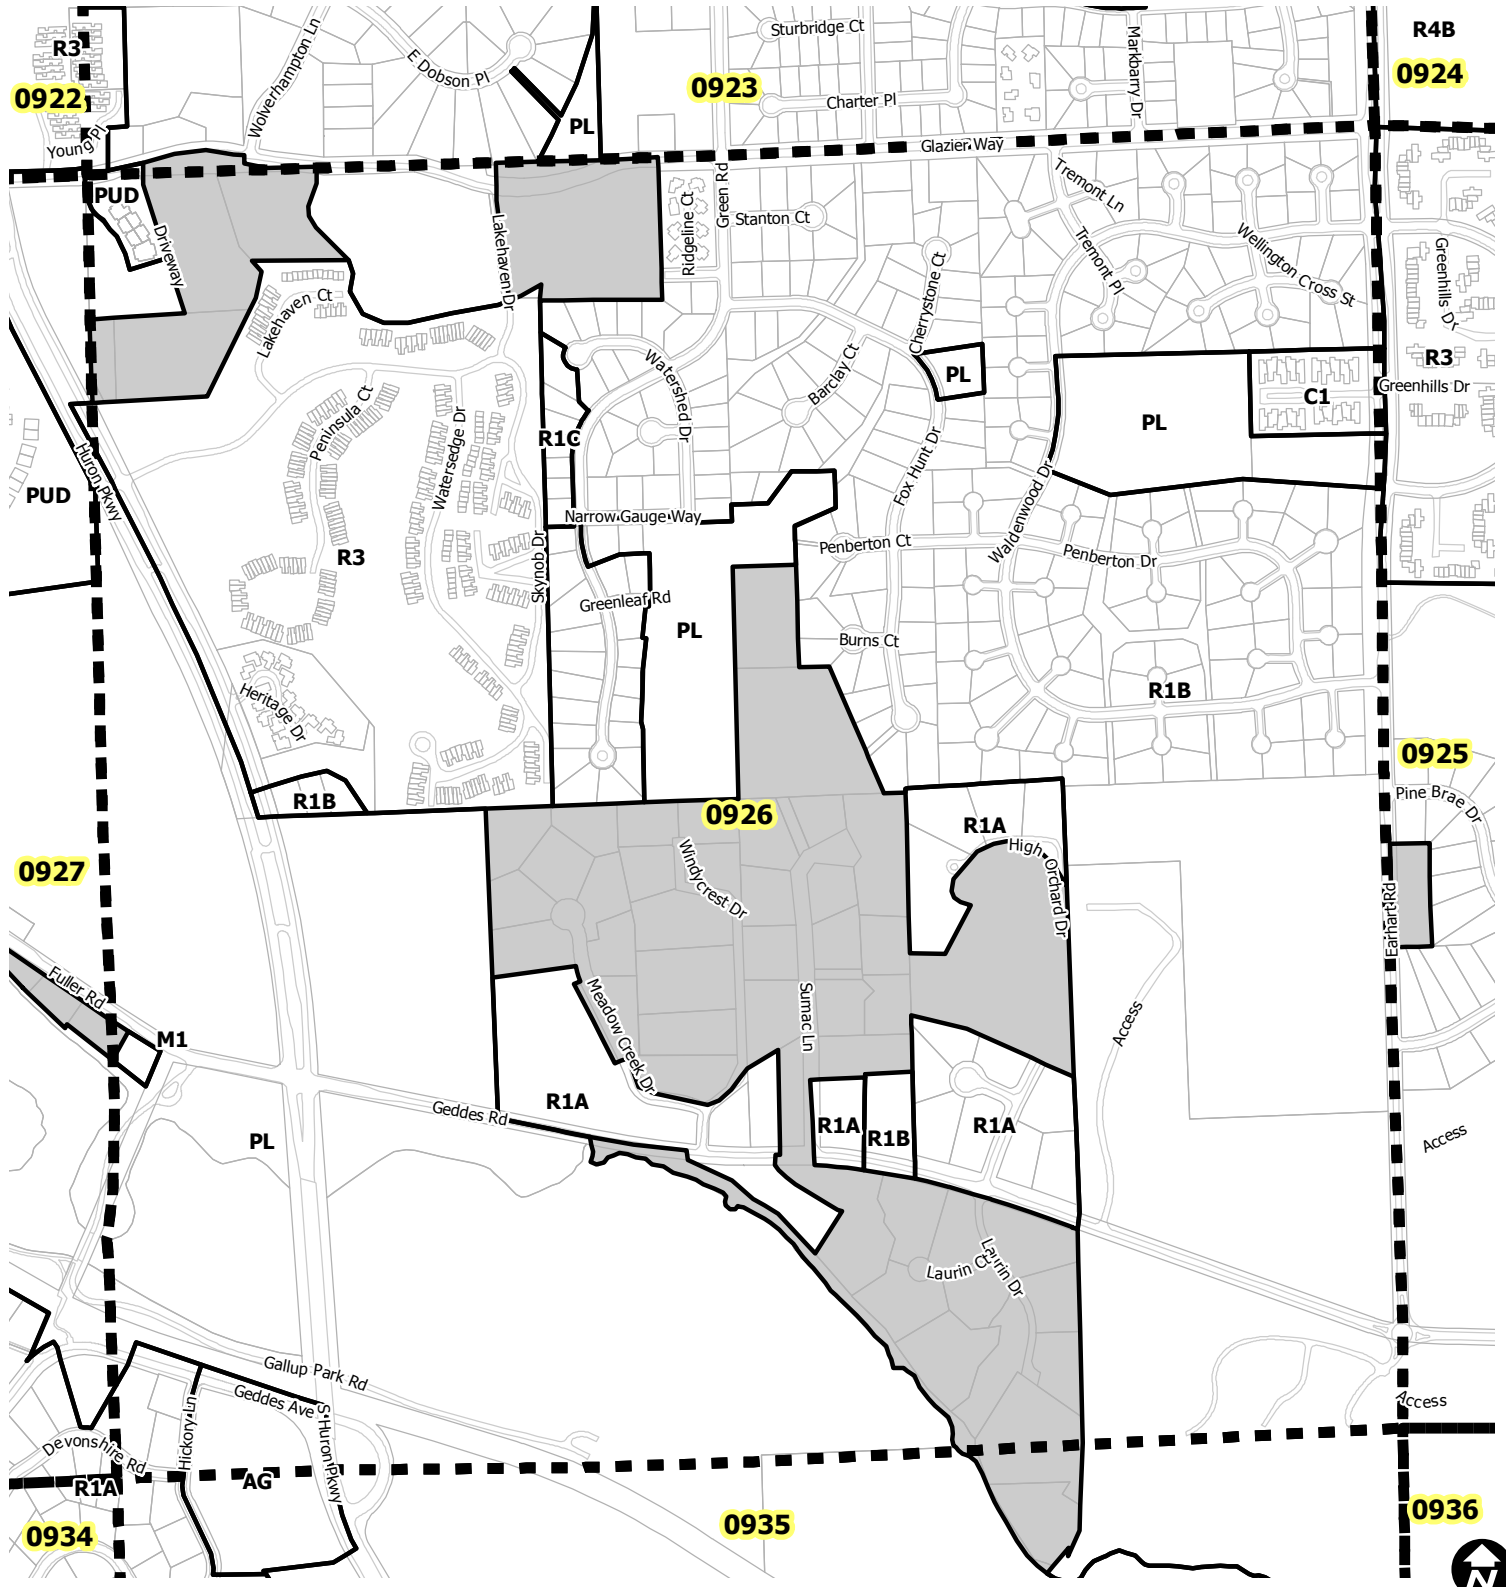 R3
0922
Young Pl
Wolverhampton Ln
E Dobson Pl
PL
0923
Sturbridge Ct
Charter Pl
Markbarry Dr
Glazier Way
R4B
0924
PUD
Driveway
Lakehaven Dr
Ridgeline Ct
Green Rd
Stanton Ct
Cherrystone Ct
Tremont Ln
Tremont Pl
Wellington Cross St
Greenhills Dr
R3
Greenhills Dr
Lakehaven Ct
Watershed Dr
Barclay Ct
PL
PL
C1
Peninsula Ct
Watersedge Dr
R1C
Fox Hunt Dr
Waldenwood Dr
Huron Pkwy
PUD
R3
Narrow Gauge Way
Skynob Dr
Greenleaf Rd
PL
Penberton Ct
Penberton Dr
Burns Ct
R1B
Heritage Dr
R1B
0926
0925
Pine Brae Dr
R1A
High Orchard Dr
Windycrest Dr
0927
Earhart Rd
Fuller Rd
M1
Meadow Creek Dr
Sumac Ln
Access
R1A
Geddes Rd
R1A
R1B
R1A
PL
Access
Laurin Ct
Laurin Dr
Gallup Park Rd
Geddes Ave
S Huron Pkwy
Hickory Ln
Devonshire Rd
Access
R1A
AG
0934
0935
0936
N